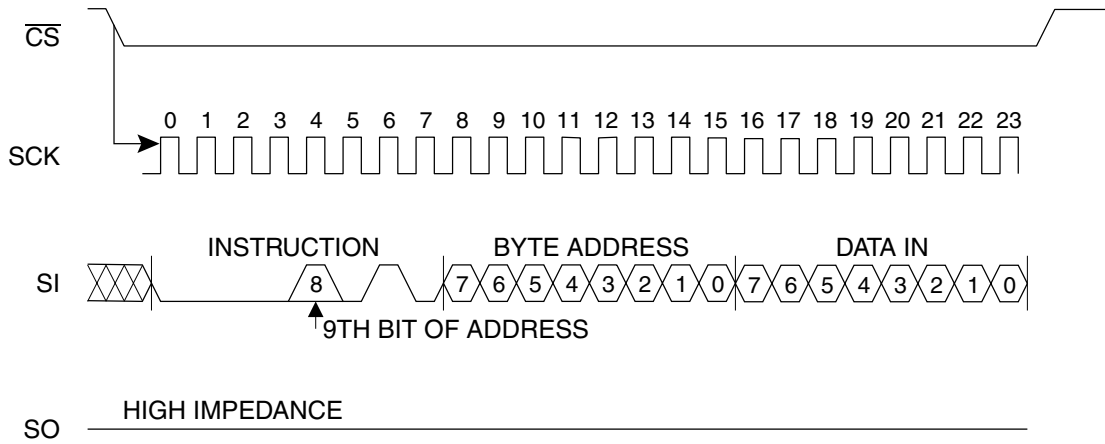 CS
0 1 2 3 4 5 6 7 8 9 10 11 12 13 14 15 16 17 18 19 20 21 22 23
SCK
INSTRUCTION BYTE ADDRESS DATA IN
SI 8 7 6 5 4 3 2 1 0 7 6 5 4 3 2 1 0
9TH BIT OF ADDRESS
HIGH IMPEDANCE
SO